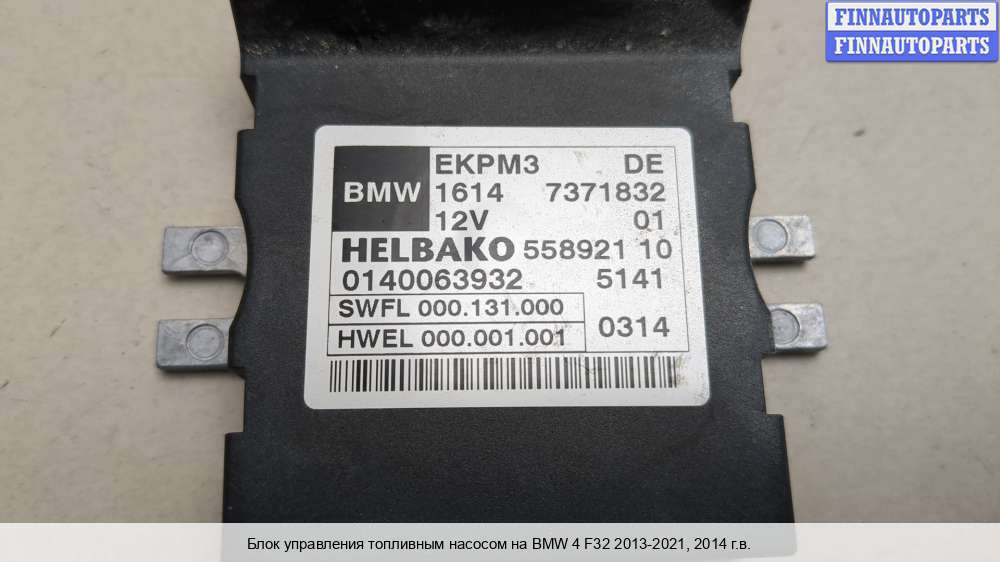 FINNAUTOPARTS
FINNAUTOPARTS
EKPM3 DE
BMW 1614 7371832
12V 01
HELBAKO 558921 10
0140063932 5141
SWFL 000.131.000
HWEL 000.001.001 0314
Блок управления топливным насосом на BMW 4 F32 2013-2021, 2014 г.в.